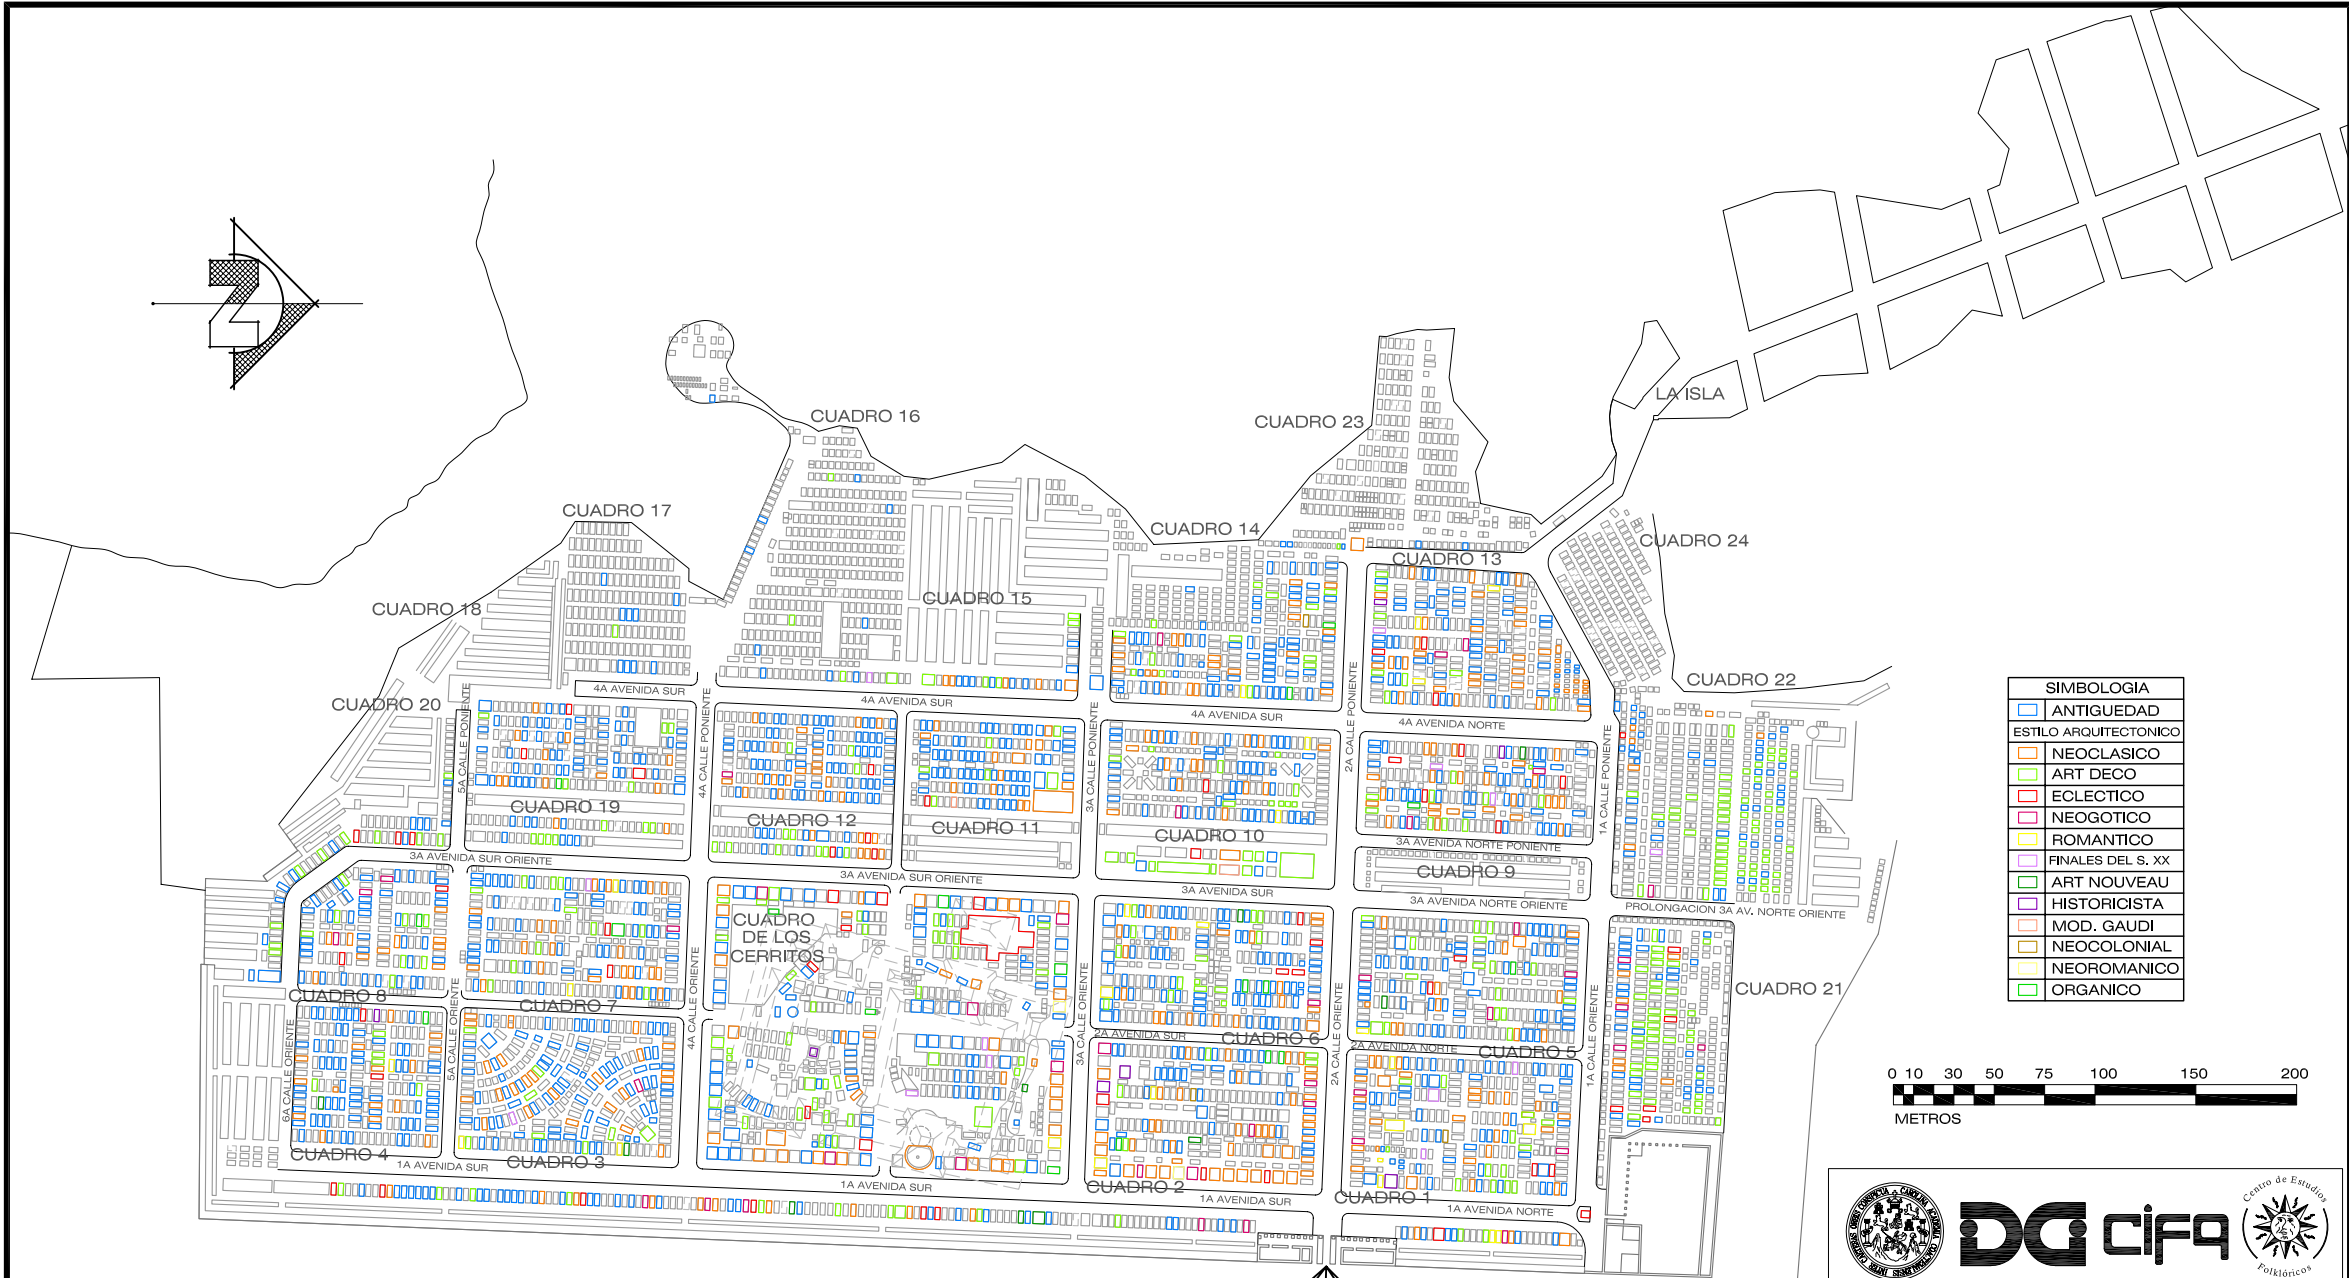 Z
CUADRO 16
CUADRO 23
LA ISLA
CUADRO 17
CUADRO 14
CUADRO 24
CUADRO 13
CUADRO 18
CUADRO 15
CUADRO 20
CUADRO 22
4A AVENIDA SUR
4A AVENIDA SUR
4A AVENIDA SUR
4A AVENIDA NORTE
5A CALLE PONIENTE
4A CALLE PONIENTE
3A CALLE PONIENTE
2A CALLE PONIENTE
1A CALLE PONIENTE
CUADRO 19
CUADRO 12
CUADRO 11
CUADRO 10
3A AVENIDA SUR ORIENTE
3A AVENIDA SUR ORIENTE
3A AVENIDA SUR
3A AVENIDA NORTE PONIENTE
CUADRO 9
3A AVENIDA NORTE ORIENTE
PROLONGACION 3A AV. NORTE ORIENTE
CUADRO
DE LOS
CERRITOS
CUADRO 8
CUADRO 7
CUADRO 6
CUADRO 5
CUADRO 21
2A AVENIDA SUR
2A AVENIDA NORTE
6A CALLE ORIENTE
5A CALLE ORIENTE
4A CALLE ORIENTE
3A CALLE ORIENTE
2A CALLE ORIENTE
1A CALLE ORIENTE
CUADRO 4
CUADRO 3
CUADRO 2
CUADRO 1
1A AVENIDA SUR
1A AVENIDA SUR
1A AVENIDA SUR
1A AVENIDA NORTE
SIMBOLOGIA
ANTIGUEDAD
ESTILO ARQUITECTONICO
NEOCLASICO
ART DECO
ECLECTICO
NEOGOTICO
ROMANTICO
FINALES DEL S. XX
ART NOUVEAU
HISTORICISTA
MOD. GAUDI
NEOCOLONIAL
NEOROMANICO
ORGANICO
0 10 30 50 75 100 150 200
METROS
DG
CIFA
Centro de Estudios
Folklóricos